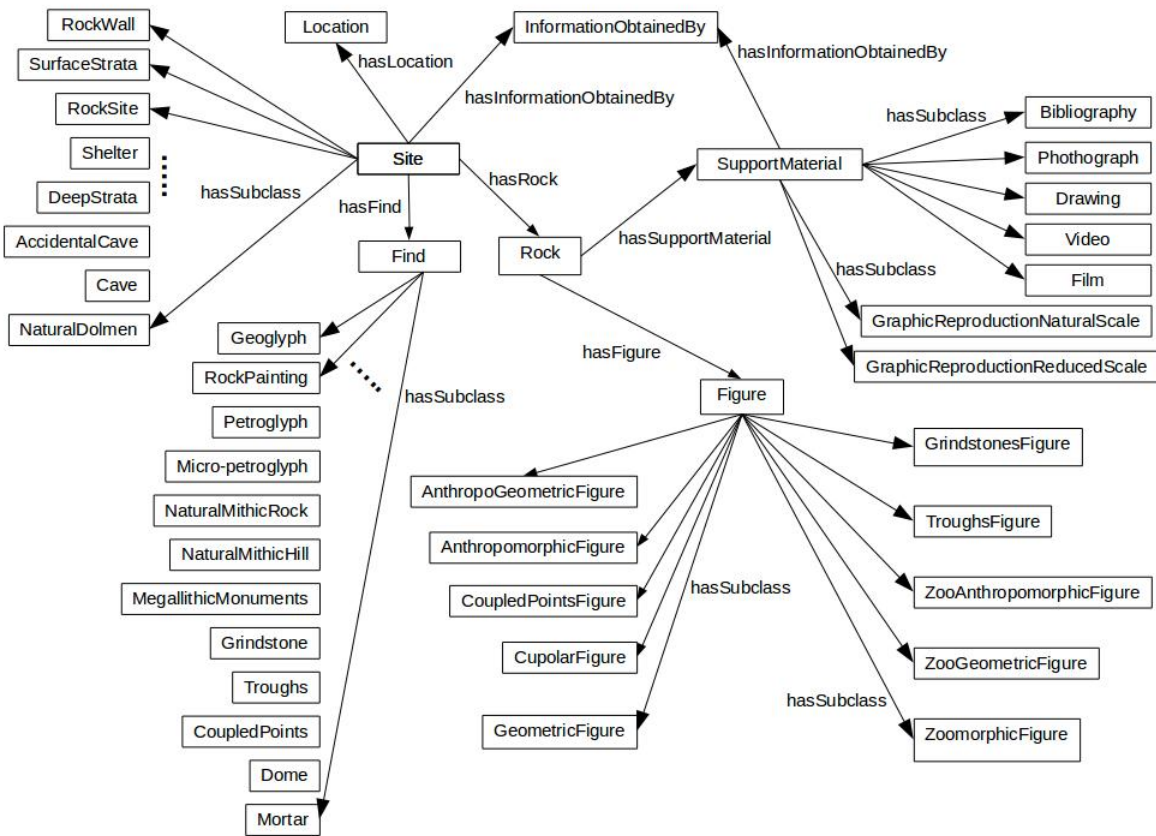 RockWall
Location
InformationObtainedBy
SurfaceStrata
hasLocation
hasInformationObtainedBy
RockSite
hasInformationObtainedBy
hasSubclass
Bibliography
Shelter
Site
SupportMaterial
Phothograph
hasSubclass
hasRock
DeepStrata
hasFind
Drawing
AccidentalCave
hasSupportMaterial
Video
Find
Rock
hasSubclass
Film
Cave
NaturalDolmen
GraphicReproductionNaturalScale
Geoglyph
hasFigure
GraphicReproductionReducedScale
RockPainting
hasSubclass
Figure
Petroglyph
GrindstonesFigure
Micro-petroglyph
AnthropoGeometricFigure
NaturalMithicRock
TroughsFigure
NaturalMithicHill
AnthropomorphicFigure
hasSubclass
MegallithicMonuments
CoupledPointsFigure
ZooAnthropomorphicFigure
Grindstone
CupolarFigure
ZooGeometricFigure
Troughs
hasSubclass
CoupledPoints
GeometricFigure
ZoomorphicFigure
Dome
Mortar